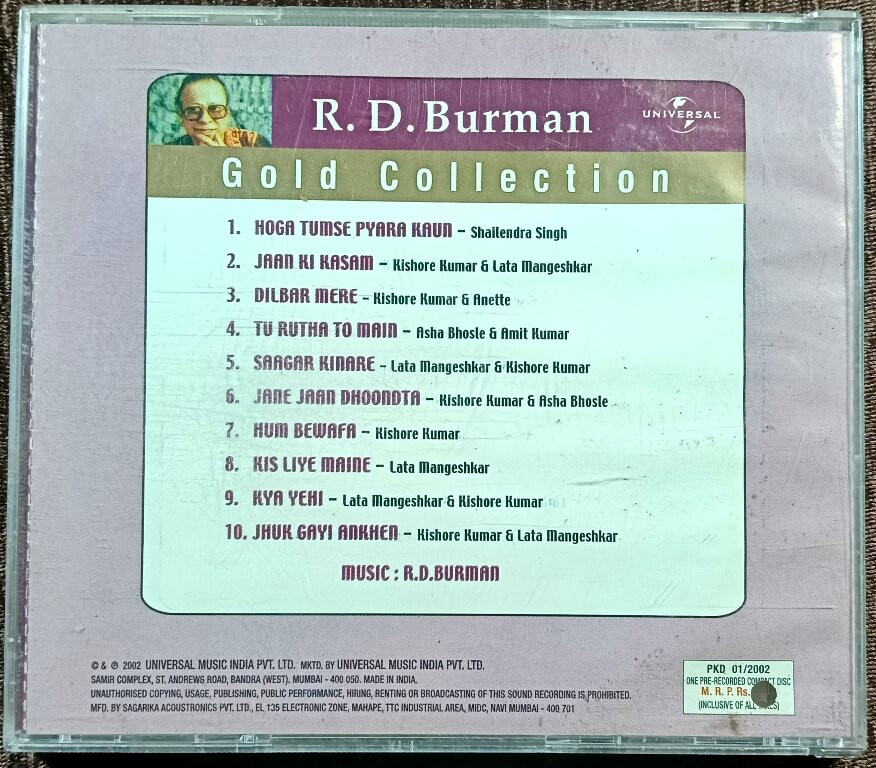 R. D. Burman
UNIVERSAL
Gold Collection
1. HOGA TUMSE PYARA KAUN – Shailendra Singh
2. JAAN KI KASAM – Kishore Kumar & Lata Mangeshkar
3. DILBAR MERE – Kishore Kumar & Anette
4. TU RUTHA TO MAIN – Asha Bhosle & Amit Kumar
5. SAAGAR KINARE – Lata Mangeshkar & Kishore Kumar
6. JANE JAAN DHOONDTA – Kishore Kumar & Asha Bhosle
7. HUM BEWAFA – Kishore Kumar
8. KIS LIYE MAINE – Lata Mangeshkar
9. KYA YEHI – Lata Mangeshkar & Kishore Kumar
10. JHUK GAYI ANKHEN – Kishore Kumar & Lata Mangeshkar
MUSIC : R.D.BURMAN
© & ℗ 2002 UNIVERSAL MUSIC INDIA PVT. LTD. MKTD. BY UNIVERSAL MUSIC INDIA PVT. LTD.
SAMIR COMPLEX, ST. ANDREWS ROAD, BANDRA (WEST). MUMBAI - 400 050. MADE IN INDIA.
UNAUTHORISED COPYING, USAGE, PUBLISHING, PUBLIC PERFORMANCE, HIRING, RENTING OR BROADCASTING OF THIS SOUND RECORDING IS PROHIBITED.
MFD. BY SAGARIKA ACOUSTRONICS PVT. LTD., EL 135 ELECTRONIC ZONE, MAHAPE, TTC INDUSTRIAL AREA, MIDC, NAVI MUMBAI - 400 701
PKD 01/2002
ONE PRE-RECORDED COMPACT DISC
M. R. P. Rs.
(INCLUSIVE OF ALL TAXES)